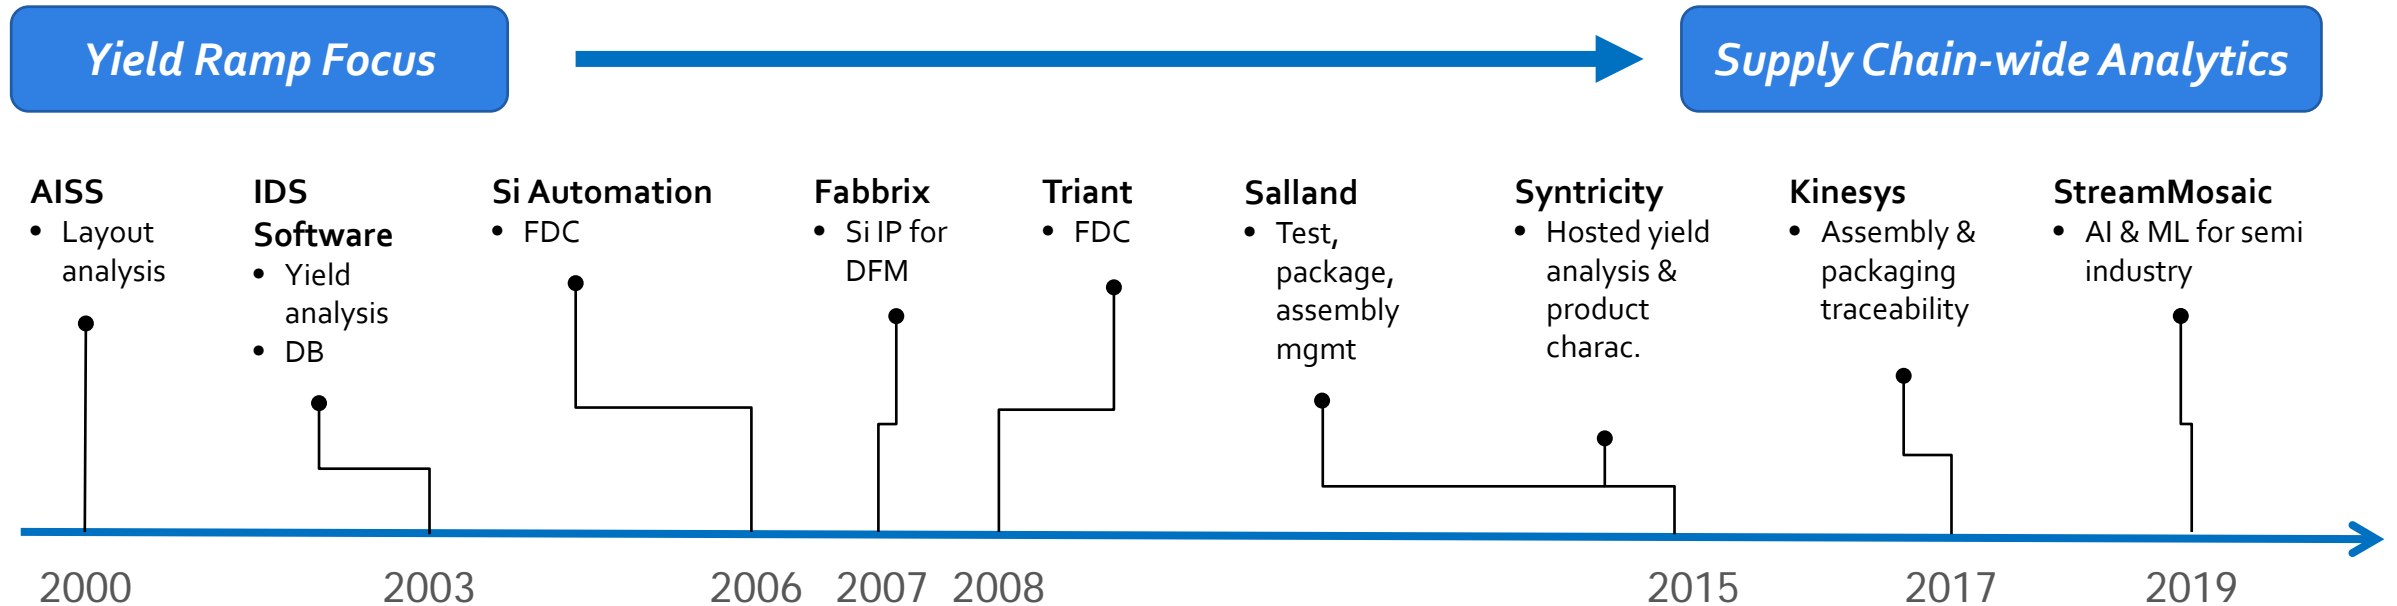 Yield Ramp Focus
Supply Chain-wide Analytics
AISS
• Layout
analysis
IDS
Software
• Yield
analysis
• DB
Si Automation
• FDC
Fabbrix
• Si IP for
DFM
Triant
• FDC
Salland
• Test,
package,
assembly
mgmt
Syntricity
• Hosted yield
analysis &
product
charac.
Kinesys
• Assembly &
packaging
traceability
StreamMosaic
• AI & ML for semi
industry
2000
2003
2006
2007
2008
2015
2017
2019